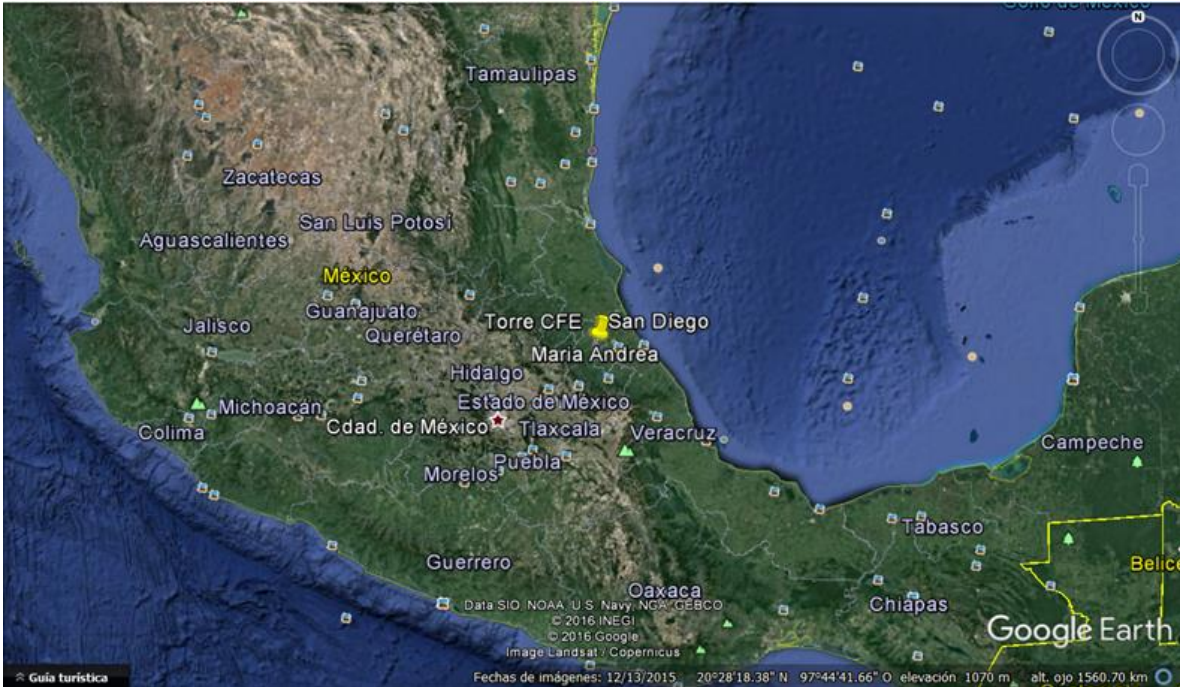 Golfo de México
N
Tamaulipas
Zacatecas
San Luis Potosí
Aguascalientes
México
Guanajuato
Jalisco
Querétaro
Torre CFE
San Diego
Maria Andrea
Hidalgo
Michoacán
Estado de México
Colima
Cdad. de México
Tlaxcala
Veracruz
Campeche
Morelos
Puebla
Tabasco
Guerrero
Belice
Oaxaca
Chiapas
Data SIO, NOAA, U.S. Navy, NGA, GEBCO
© 2016 INEGI
© 2016 Google
Image Landsat / Copernicus
Google Earth
Guía turística
Fechas de imágenes: 12/13/2015 20°28'18.38" N 97°44'41.66" O elevación 1070 m alt. ojo 1560.70 km